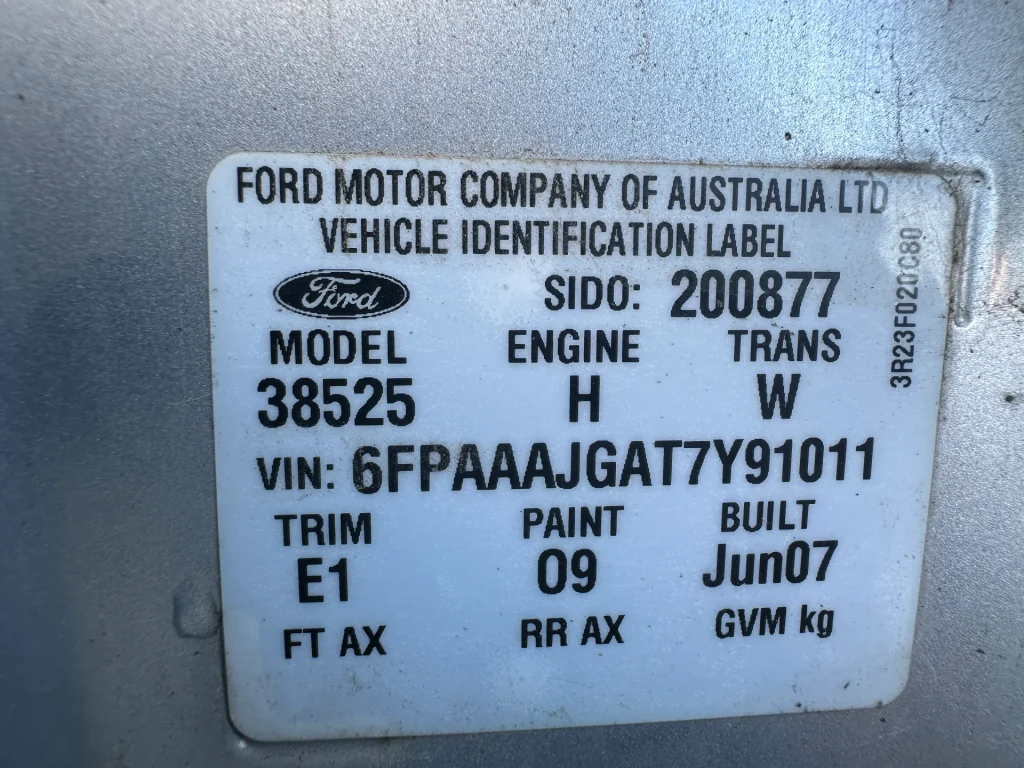 FORD MOTOR COMPANY OF AUSTRALIA LTD
VEHICLE IDENTIFICATION LABEL
Ford SIDO: 200877
MODEL ENGINE TRANS
38525 H W
VIN: 6FPAAAJGAT7Y91011
TRIM PAINT BUILT
E1 O9 Jun07
FT AX RR AX GVM kg
3R23F020C80